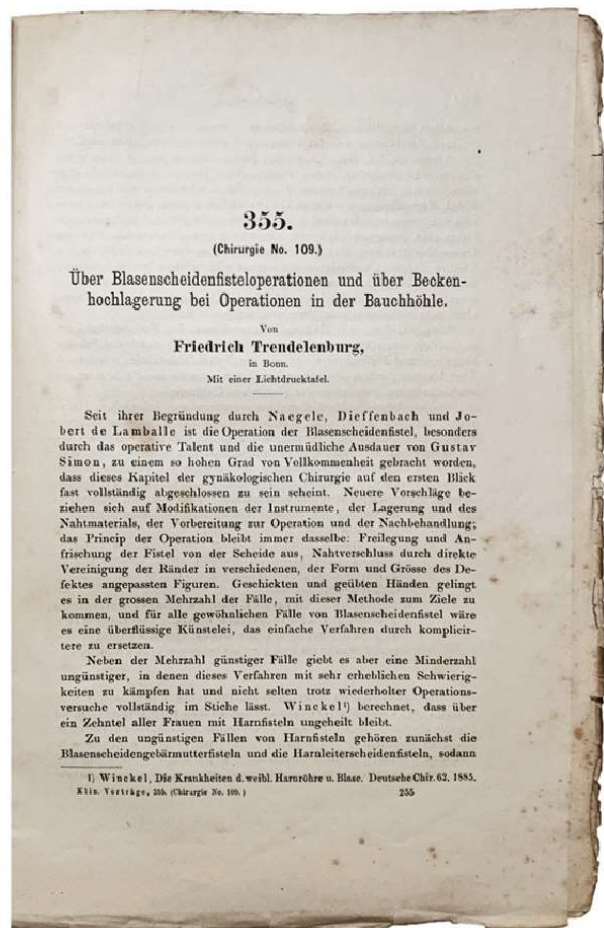 355.
(Chirurgie No. 109.)
Über Blasenscheidenfisteloperationen und über Becken-
hochlagerung bei Operationen in der Bauchhöhle.
Von
Friedrich Trendelenburg,
in Bonn.
Mit einer Lichtdrucktafel.
Seit ihrer Begründung durch Naegele, Dieffenbach und Jo-
bert de Lamballe ist die Operation der Blasenscheidenfistel, besonders
durch das operative Talent und die unermüdliche Ausdauer von Gustav
Simon, zu einem so hohen Grad von Vollkommenheit gebracht worden,
dass dieses Kapitel der gynäkologischen Chirurgie auf den ersten Blick
fast vollständig abgeschlossen zu sein scheint. Neuere Vorschläge be-
ziehen sich auf Modifikationen der Instrumente, der Lagerung und des
Nahtmaterials, der Vorbereitung zur Operation und der Nachbehandlung;
das Princip der Operation bleibt immer dasselbe: Freilegung und An-
frischung der Fistel von der Scheide aus, Nahtverschluss durch direkte
Vereinigung der Ränder in verschiedenen, der Form und Grösse des De-
fektes angepassten Figuren. Geschickten und geübten Händen gelingt
es in der grossen Mehrzahl der Fälle, mit dieser Methode zum Ziele zu
kommen, und für alle gewöhnlichen Fälle von Blasenscheidenfistel wäre
es eine überflüssige Künstelei, das einfache Verfahren durch komplicir-
tere zu ersetzen.
Neben der Mehrzahl günstiger Fälle giebt es aber eine Minderzahl
ungünstiger, in denen dieses Verfahren mit sehr erheblichen Schwierig-
keiten zu kämpfen hat und nicht selten trotz wiederholter Operations-
versuche vollständig im Stiche lässt. Winckel¹) berechnet, dass über
ein Zehntel aller Frauen mit Harnfisteln ungeheilt bleibt.
Zu den ungünstigen Fällen von Harnfisteln gehören zunächst die
Blasenscheidengebärmutterfisteln und die Harnleiterscheidenfisteln, sodann
1) Winckel, Die Krankheiten d. weibl. Harnröhre u. Blase. Deutsche Chir. 62. 1885.
Klin. Vorträge, 355. (Chirurgie No. 109.) 255